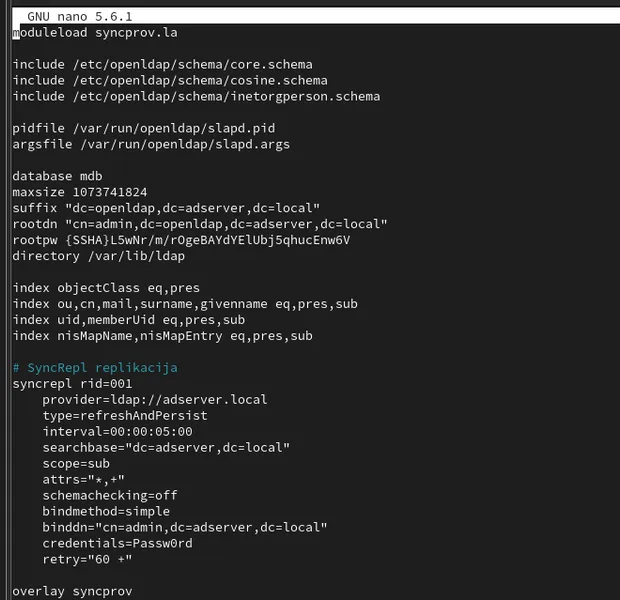 GNU nano 5.6.1
moduleload syncprov.la
include /etc/openldap/schema/core.schema
include /etc/openldap/schema/cosine.schema
include /etc/openldap/schema/inetorgperson.schema
pidfile /var/run/openldap/slapd.pid
argsfile /var/run/openldap/slapd.args
database mdb
maxsize 1073741824
suffix "dc=openldap,dc=adserver,dc=local"
rootdn "cn=admin,dc=openldap,dc=adserver,dc=local"
rootpw {SSHA}L5wNr/m/rOgeBAYdYElUbj5qhucEnw6V
directory /var/lib/ldap
index objectClass eq,pres
index ou,cn,mail,surname,givenname eq,pres,sub
index uid,memberUid eq,pres,sub
index nisMapName,nisMapEntry eq,pres,sub
# SyncRepl replikacija
syncrepl rid=001
provider=ldap://adserver.local
type=refreshAndPersist
interval=00:00:05:00
searchbase="dc=adserver,dc=local"
scope=sub
attrs="*,+"
schemachecking=off
bindmethod=simple
binddn="cn=admin,dc=adserver,dc=local"
credentials=Passw0rd
retry="60 +"
overlay syncprov